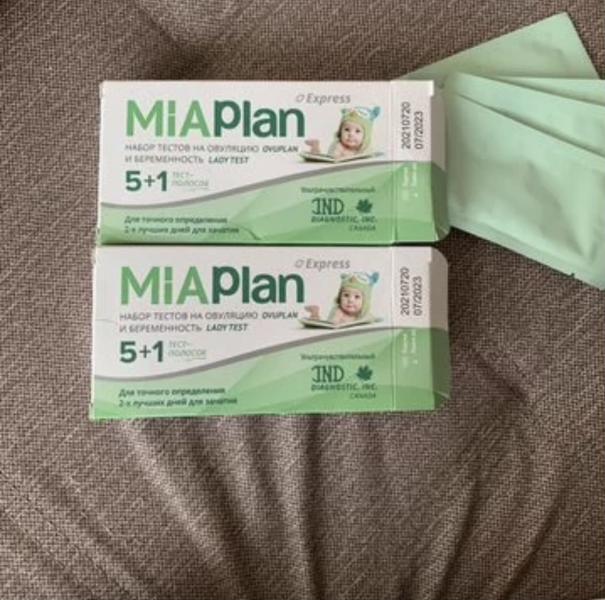 Express
MiAPlan
НАБОР ТЕСТОВ НА ОВУЛЯЦИЮ OVUPLAN
И БЕРЕМЕННОСТЬ LADY TEST
5+1 ТЕСТ-
ПОЛОСОК
Ультрачувствительный
IND
DIAGNOSTIC, INC.
CANADA
Для точного определения
2-х лучших дней для зачатия
20210720
07/2023
Express
MiAPlan
НАБОР ТЕСТОВ НА ОВУЛЯЦИЮ OVUPLAN
И БЕРЕМЕННОСТЬ LADY TEST
5+1 ТЕСТ-
ПОЛОСОК
Ультрачувствительный
IND
DIAGNOSTIC, INC.
CANADA
Для точного определения
2-х лучших дней для зачатия
20210720
07/2023